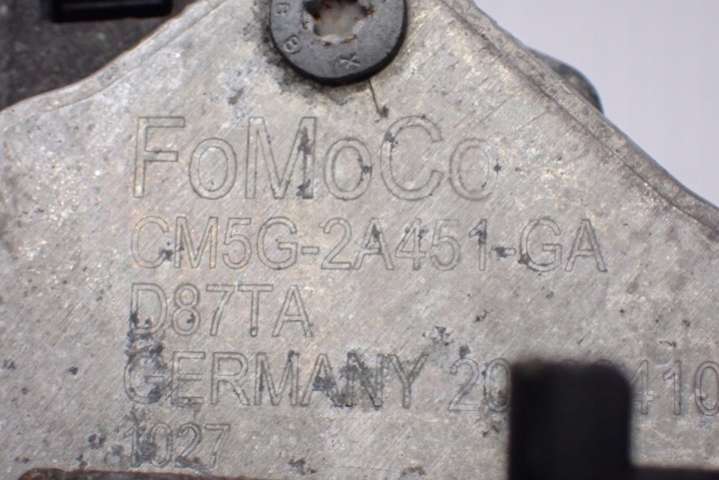 FoMoCo
CM5G-2A451-GA
D87TA
GERMANY
1027